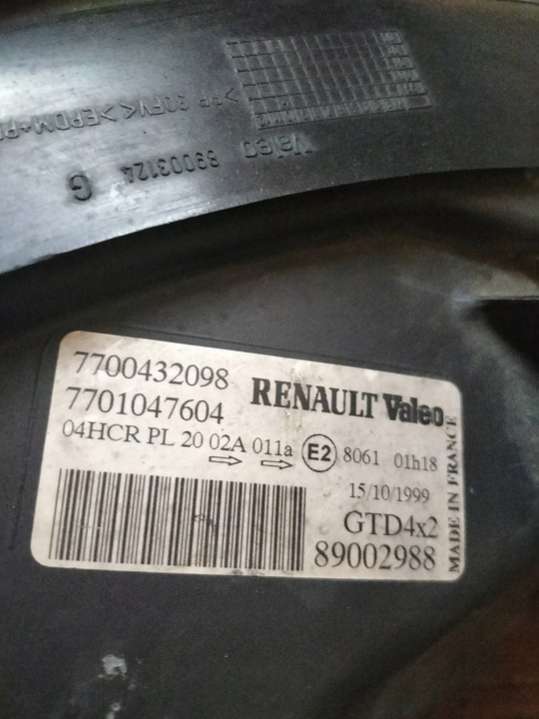 Valeo
89003124 G
7700432098
7701047604
RENAULT Valeo
04HCR PL 20 02A 011a E2 8061 01h18
15/10/1999
GTD4x2
89002988
MADE IN FRANCE